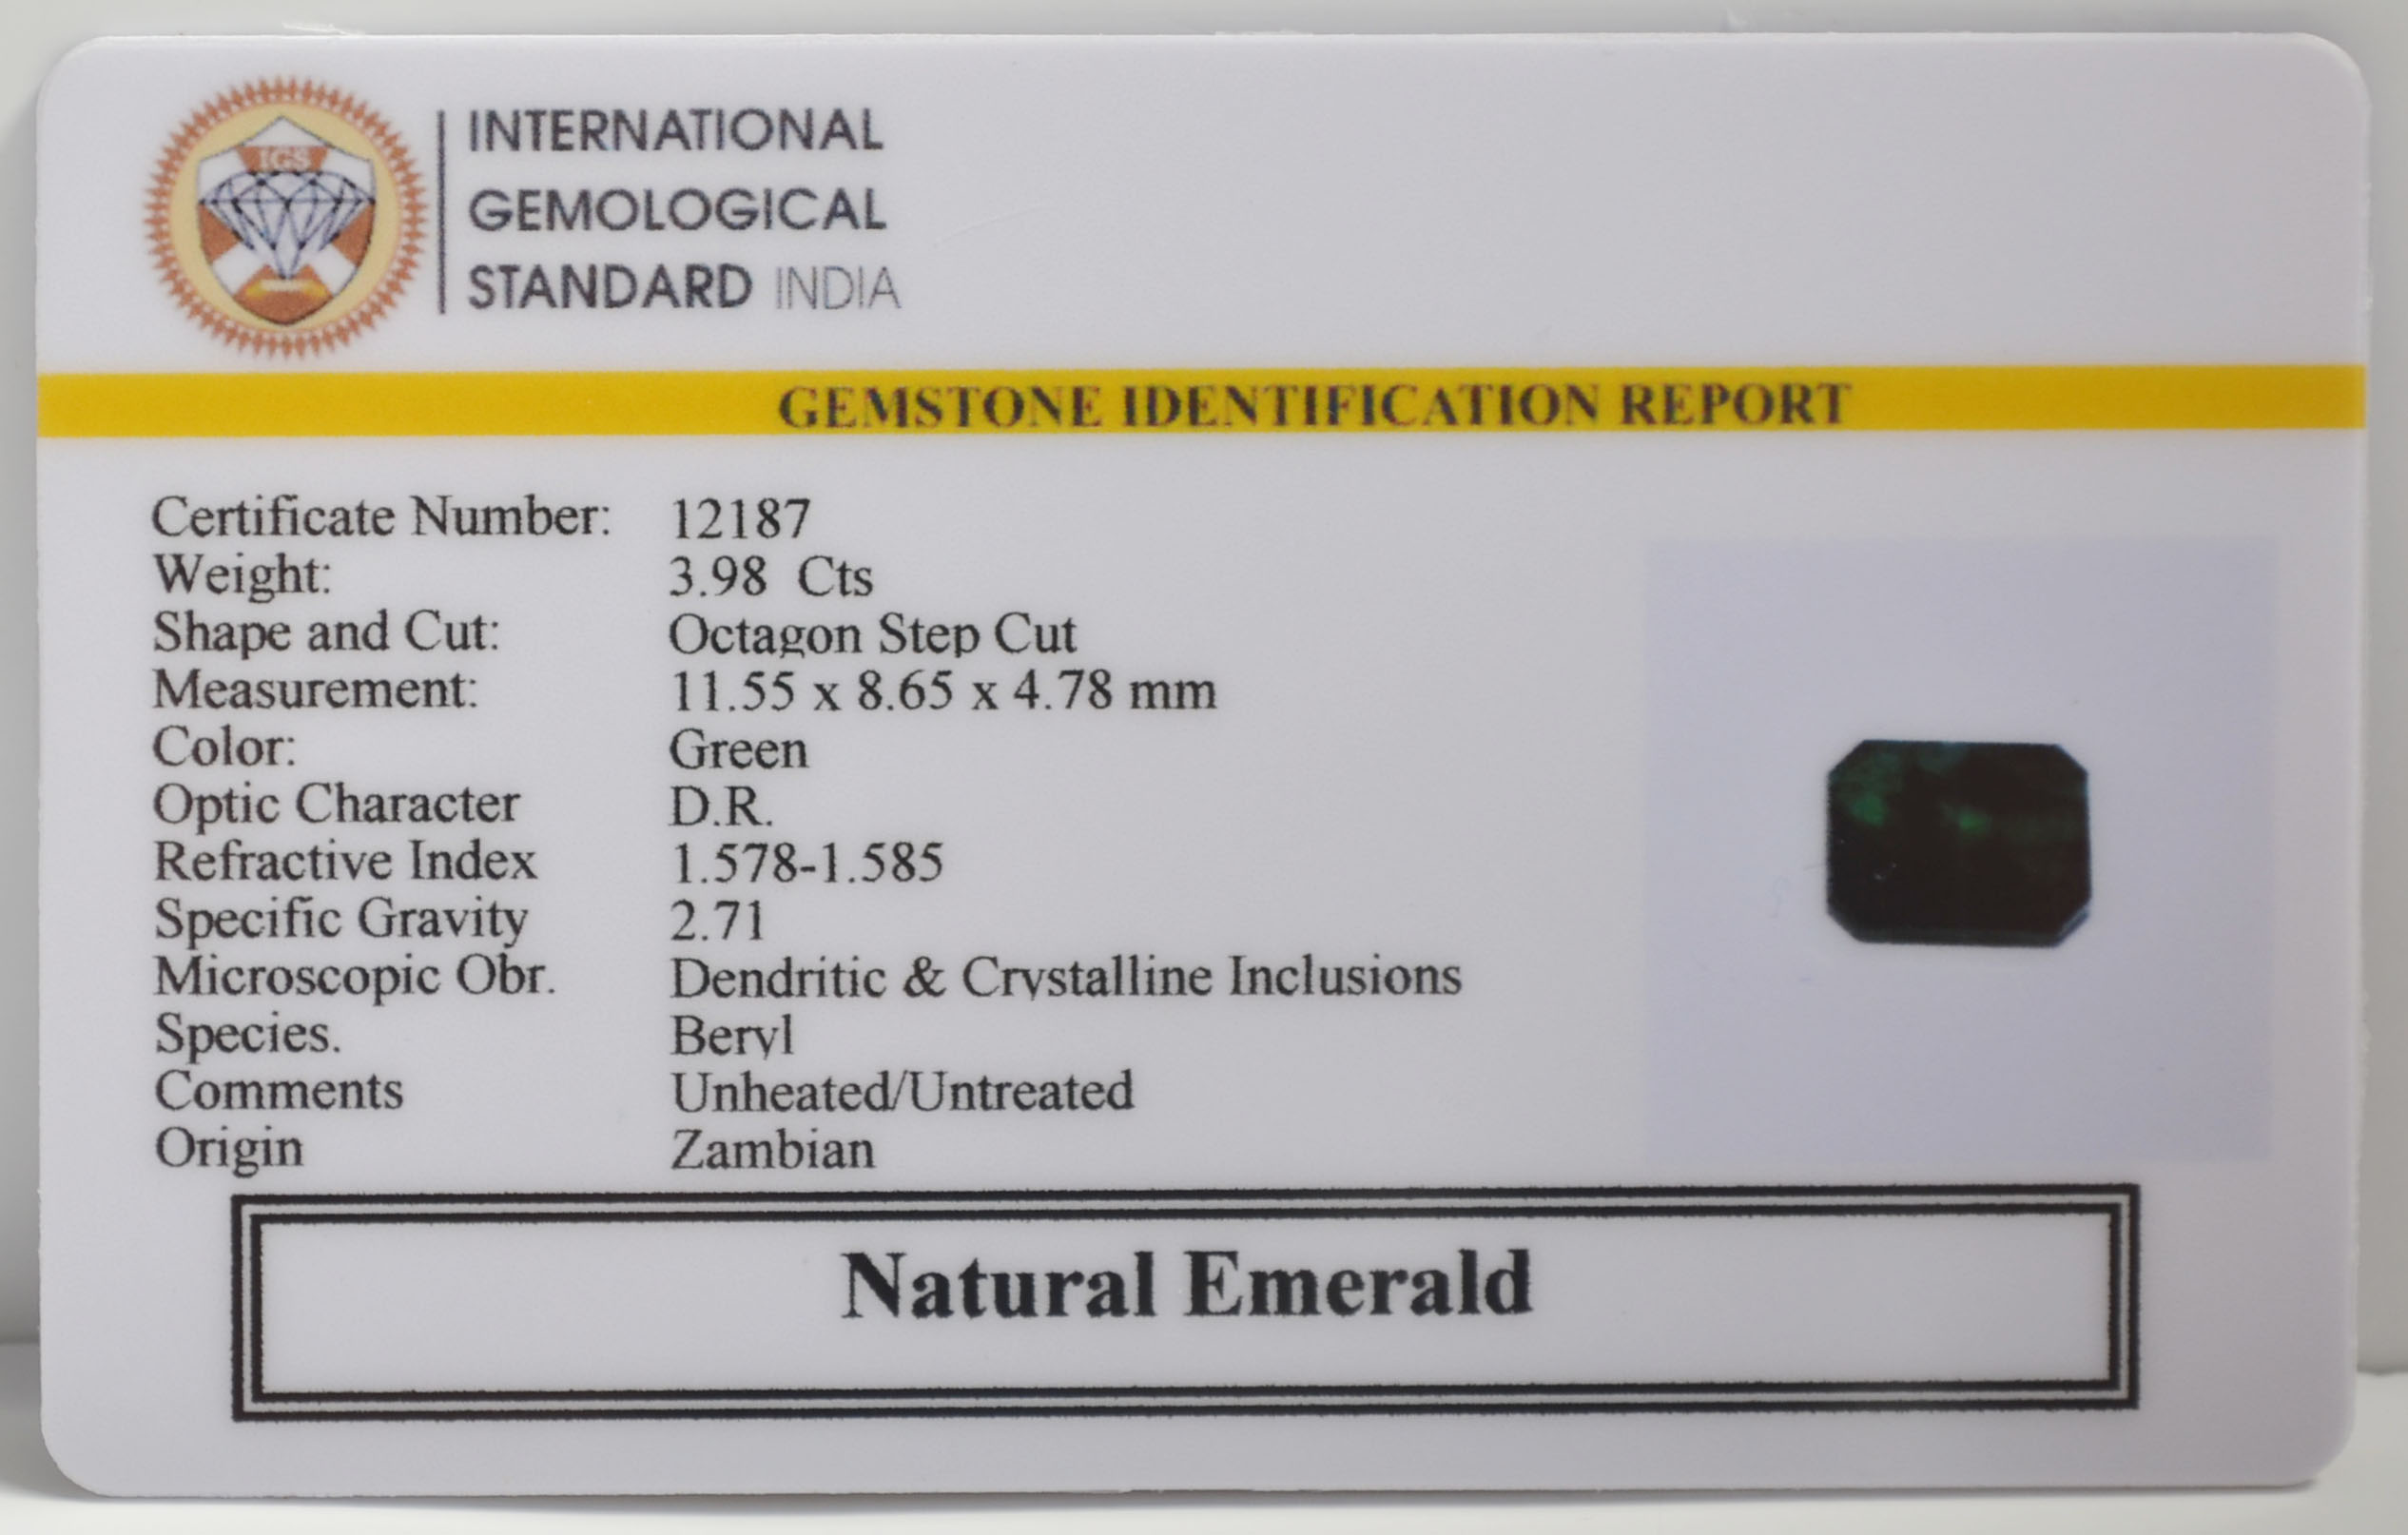 IGS
INTERNATIONAL
GEMOLOGICAL
STANDARD INDIA
GEMSTONE IDENTIFICATION REPORT
Certificate Number: 12187
Weight: 3.98 Cts
Shape and Cut: Octagon Step Cut
Measurement: 11.55 x 8.65 x 4.78 mm
Color: Green
Optic Character D.R.
Refractive Index 1.578-1.585
Specific Gravity 2.71
Microscopic Obr. Dendritic & Crystalline Inclusions
Species. Beryl
Comments Unheated/Untreated
Origin Zambian
Natural Emerald